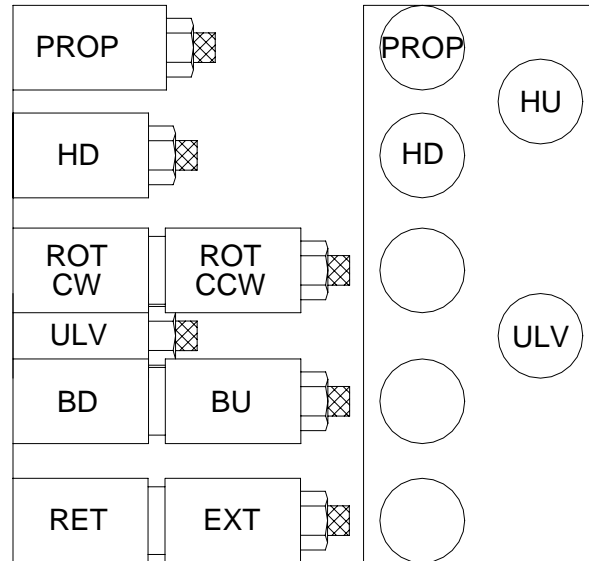 PROP
PROP
HU
HD
HD
ROT
CW
ROT
CCW
ULV
ULV
BD
BU
RET
EXT